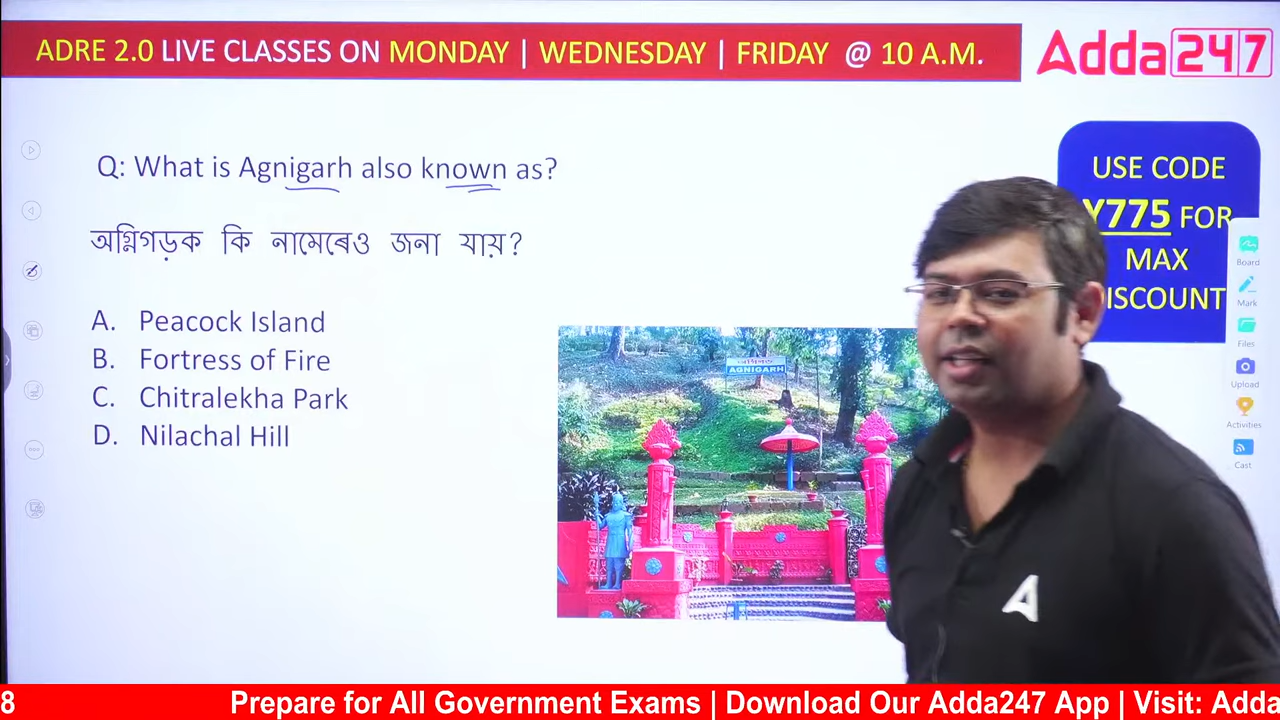 ADRE 2.0 LIVE CLASSES ON MONDAY | WEDNESDAY | FRIDAY @ 10 A.M.
Adda247
Q: What is Agnigarh also known as?
অগ্নিগড়ক কি নামেৰেও জনা যায়?
A. Peacock Island
B. Fortress of Fire
C. Chitralekha Park
D. Nilachal Hill
USE CODE
Y775 FOR
MAX
ISCOUNT
AGNIGARH
Board
Mark
Files
Upload
Activities
Cast
8 Prepare for All Government Exams | Download Our Adda247 App | Visit: Adda